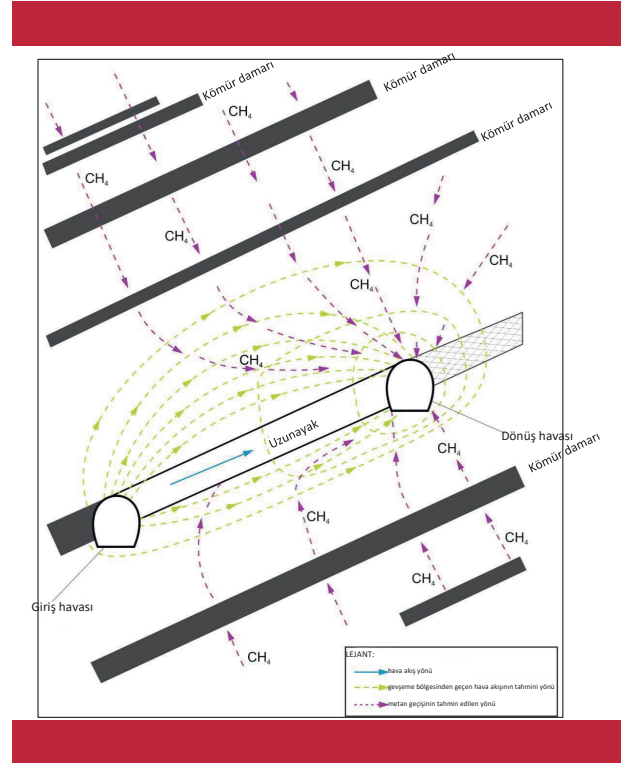 Kömür damarı
Kömür damarı
Kömür damarı
CH4
CH4
CH4
CH4
CH4
CH4
CH4
CH4
CH4
Uzunayak
Dönüş havası
CH4
Kömür damarı
CH4
CH4
CH4
Giriş havası
CH4
LEJANT:
hava akış yönü
gevşeme bölgesinden geçen hava akışının tahmini yönü
metan geçişinin tahmin edilen yönü